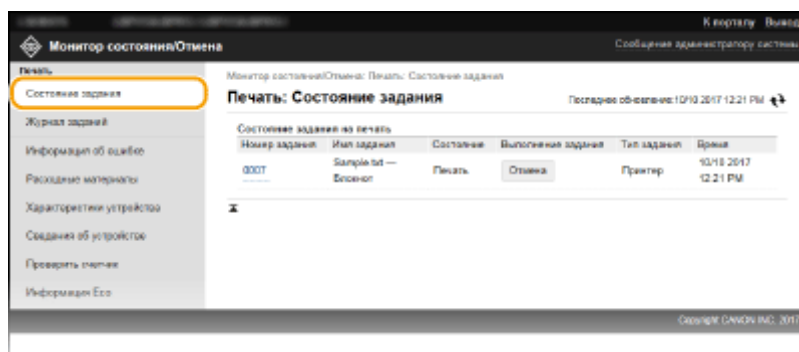 К порталу Выход
Монитор состояния/Отмена
Сообщение администратору системы
Печать
Состояние задания
Журнал заданий
Информация об ошибке
Расходные материалы
Характеристики устройства
Сведения об устройстве
Проверить счетчик
Информация Eco
Монитор состояния/Отмена: Печать: Состояние задания
Печать: Состояние задания
Последнее обновление: 10/10 2017 12:21 PM
Состояние задания на печать
Номер задания Имя задания Состояние Выполнение задания Тип задания Время
0007 Sample.txt — Блокнот Печать Отмена Принтер 10/10 2017 12:21 PM
Copyright CANON INC. 2017